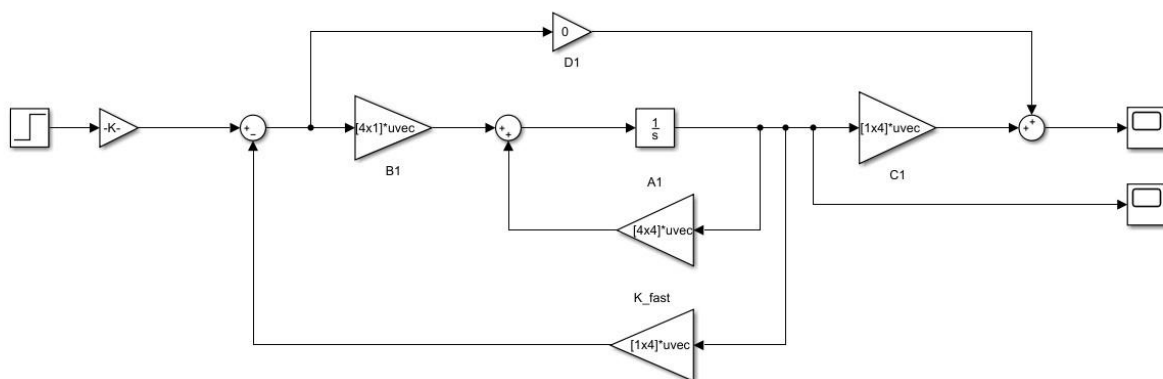 0
D1
-K-
+
−
[4x1]*uvec
B1
+
+
1
s
[1x4]*uvec
C1
+
+
A1
[4x4]*uvec
K_fast
[1x4]*uvec